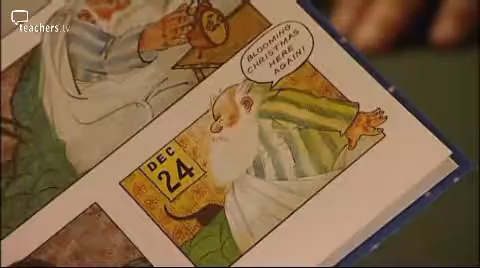 teachers.tv
BLOOMING
CHRISTMAS
HERE
AGAIN!
DEC
24